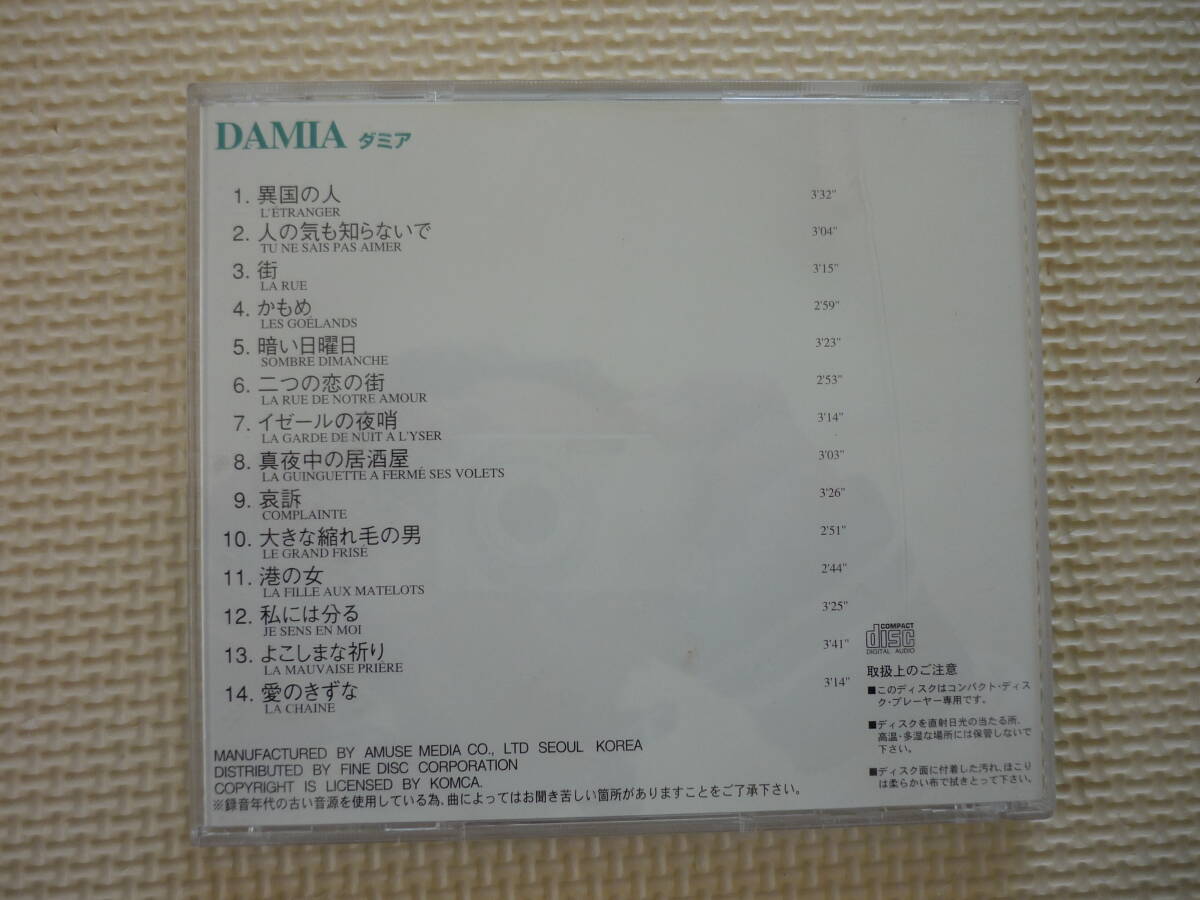 DAMIA ダミア
1. 異国の人 3'32"
L'ÉTRANGER
2. 人の気も知らないで 3'04"
TU NE SAIS PAS AIMER
3. 街 3'15"
LA RUE
4. かもめ 2'59"
LES GOÉLANDS
5. 暗い日曜日 3'23"
SOMBRE DIMANCHE
6. 二つの恋の街 2'53"
LA RUE DE NOTRE AMOUR
7. イゼールの夜哨 3'14"
LA GARDE DE NUIT A L'YSER
8. 真夜中の居酒屋 3'03"
LA GUINGUETTE A FERMÉ SES VOLETS
9. 哀訴 3'26"
COMPLAINTE
10. 大きな縮れ毛の男 2'51"
LE GRAND FRISÉ
11. 港の女 2'44"
LA FILLE AUX MATELOTS
12. 私には分る 3'25"
JE SENS EN MOI
13. よこしまな祈り 3'41"
LA MAUVAISE PRIÈRE
14. 愛のきずな 3'14"
LA CHAINE
MANUFACTURED BY AMUSE MEDIA CO., LTD SEOUL KOREA
DISTRIBUTED BY FINE DISC CORPORATION
COPYRIGHT IS LICENSED BY KOMCA.
※録音年代の古い音源を使用している為、曲によってはお聞き苦しい箇所がありますことをご了承下さい。
COMPACT
disc
DIGITAL AUDIO
取扱上のご注意
■このディスクはコンパクト・ディス
ク・プレーヤー専用です。
■ディスクを直射日光の当たる所、
高温・多湿な場所には保管しないで
下さい。
■ディスク面に付着した汚れ、ほこり
は柔らかい布で拭きとって下さい。